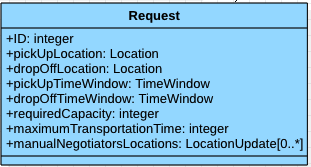 Request
+ID: integer
+pickUpLocation: Location
+dropOffLocation: Location
+pickUpTimeWindow: TimeWindow
+dropOffTimeWindow: TimeWindow
+requiredCapacity: integer
+maximumTransportationTime: integer
+manualNegotiatorsLocations: LocationUpdate[0..*]